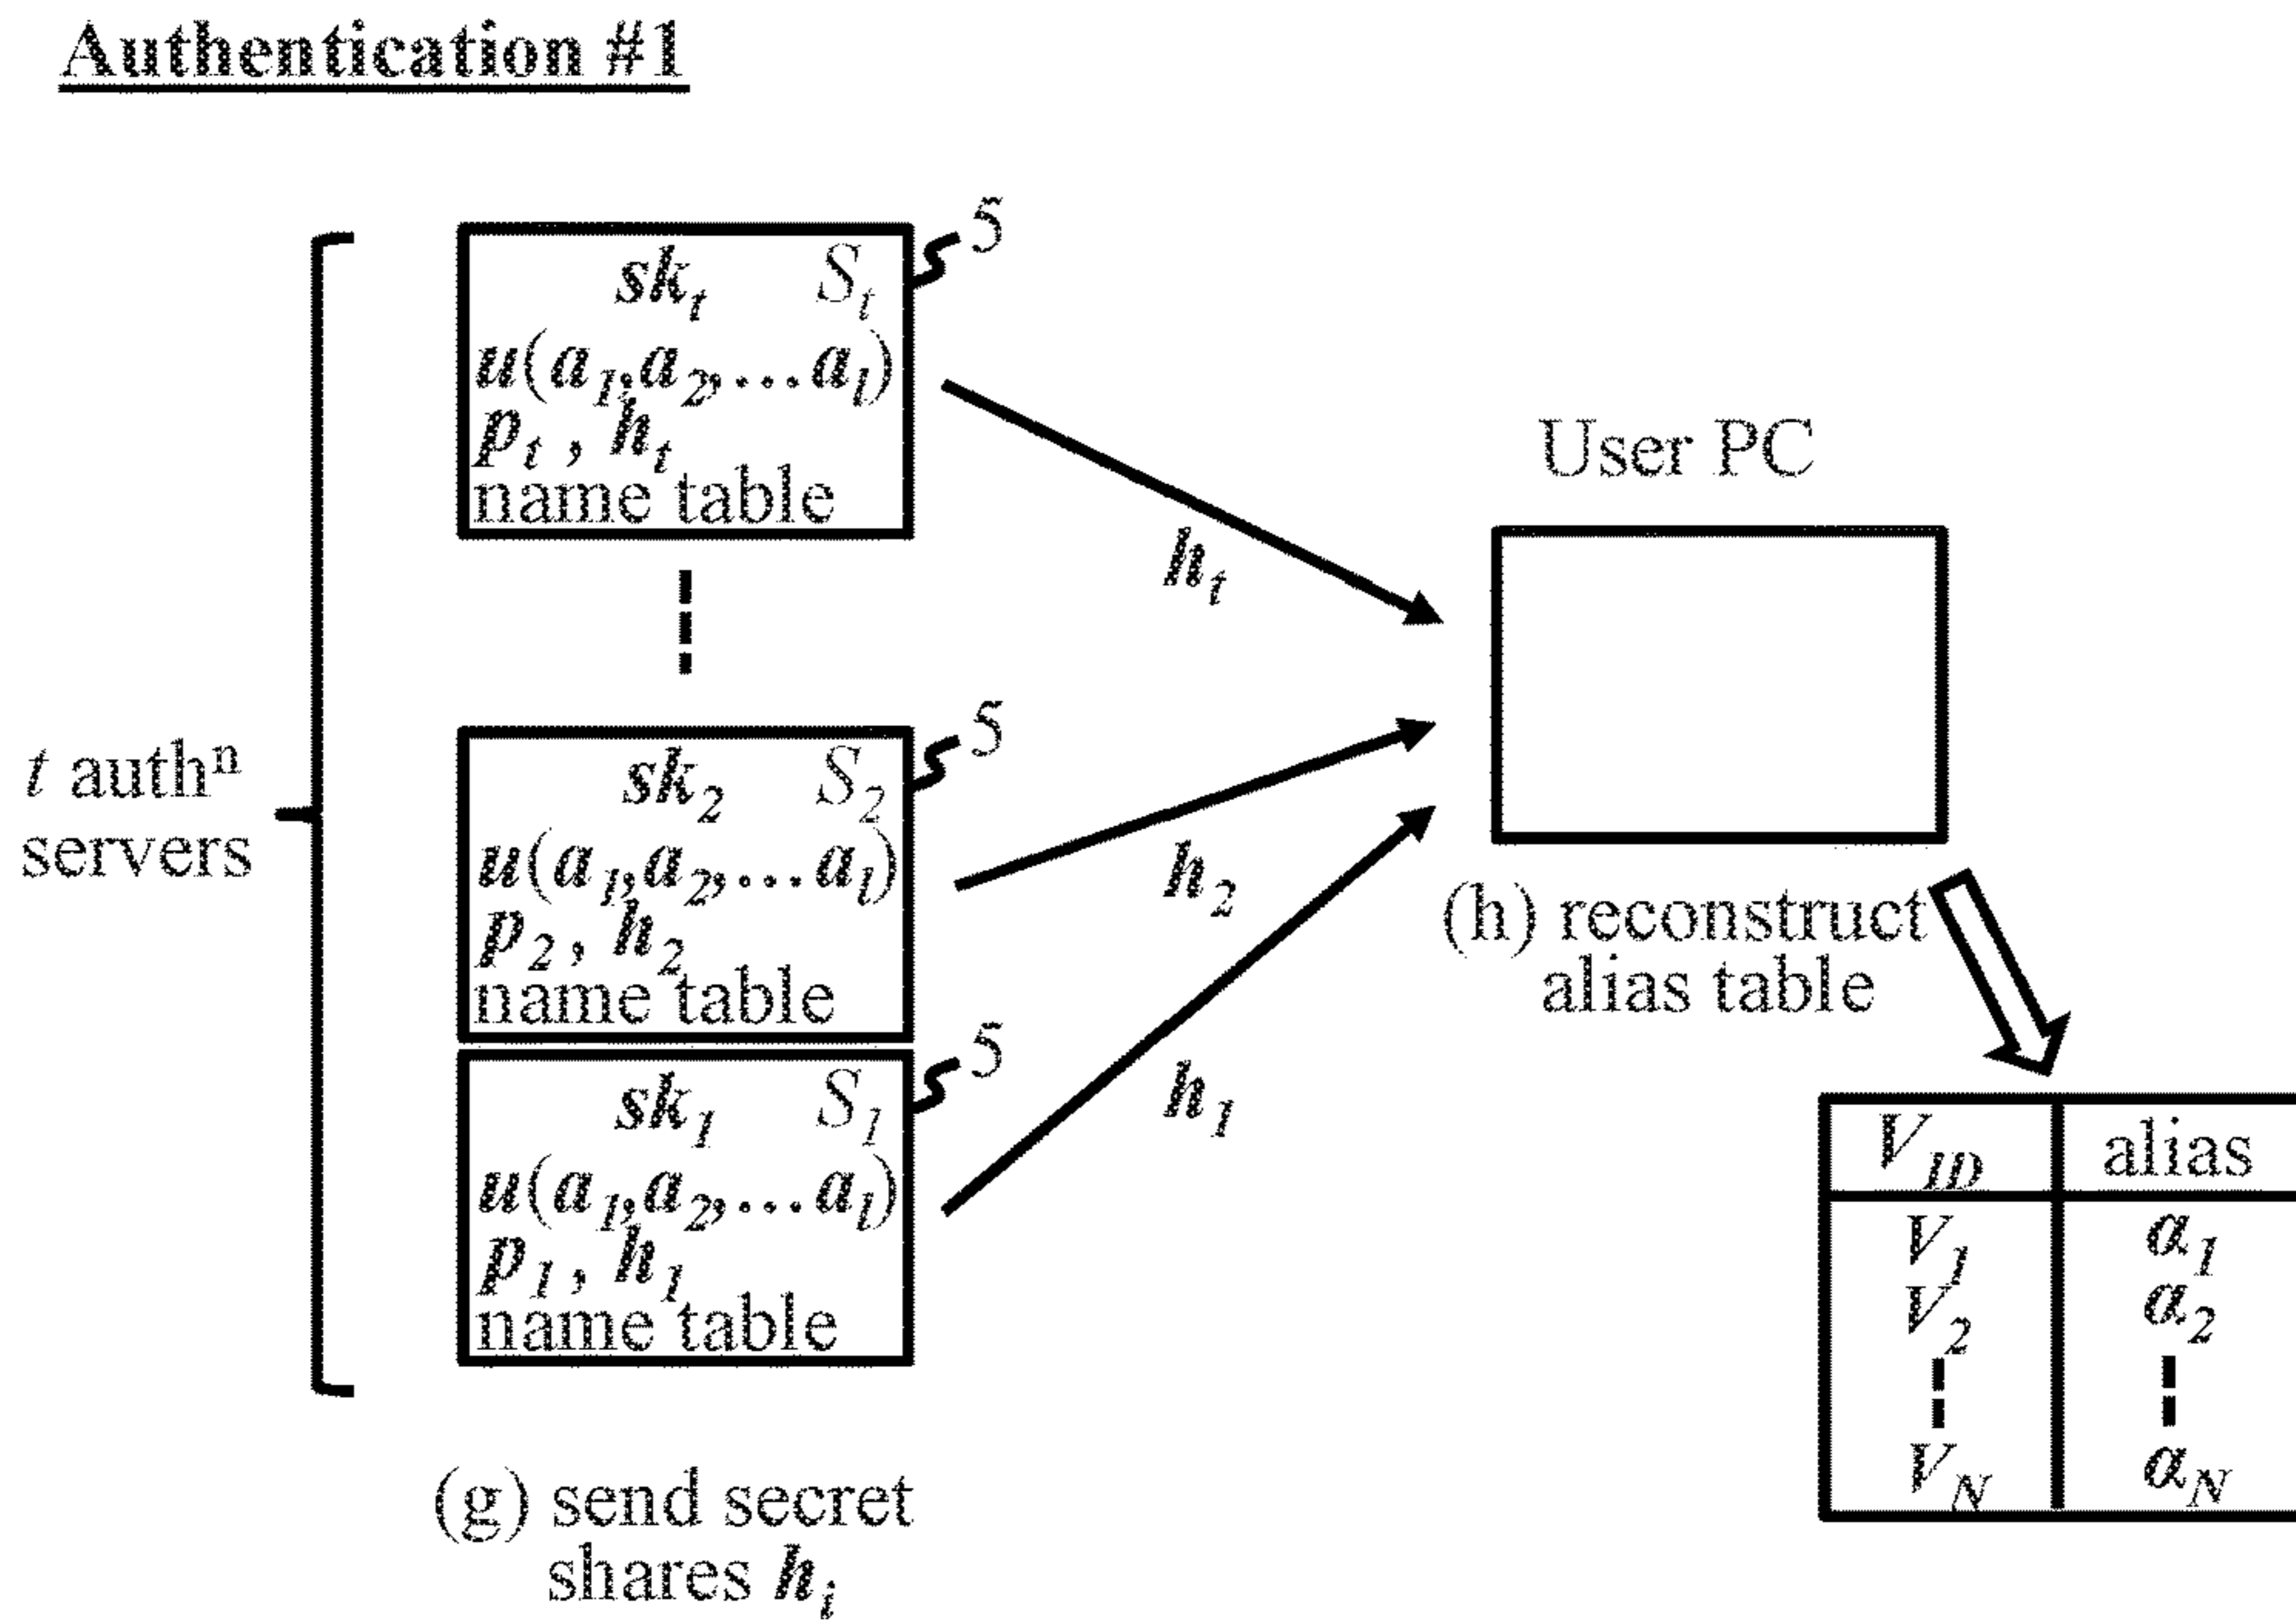 Authentication #1
5
sk_t S_t
u(a_1,a_2,...a_l)
p_t , h_t
name table
h_t
User PC
t auth^n
servers
5
sk_2 S_2
u(a_1,a_2,...a_l)
p_2 , h_2
name table
h_2
(h) reconstruct
alias table
5
sk_1 S_1
u(a_1,a_2,...a_l)
p_1 , h_1
name table
h_1
V_ID alias
V_1 α_1
V_2 α_2
V_N α_N
(g) send secret
shares h_i